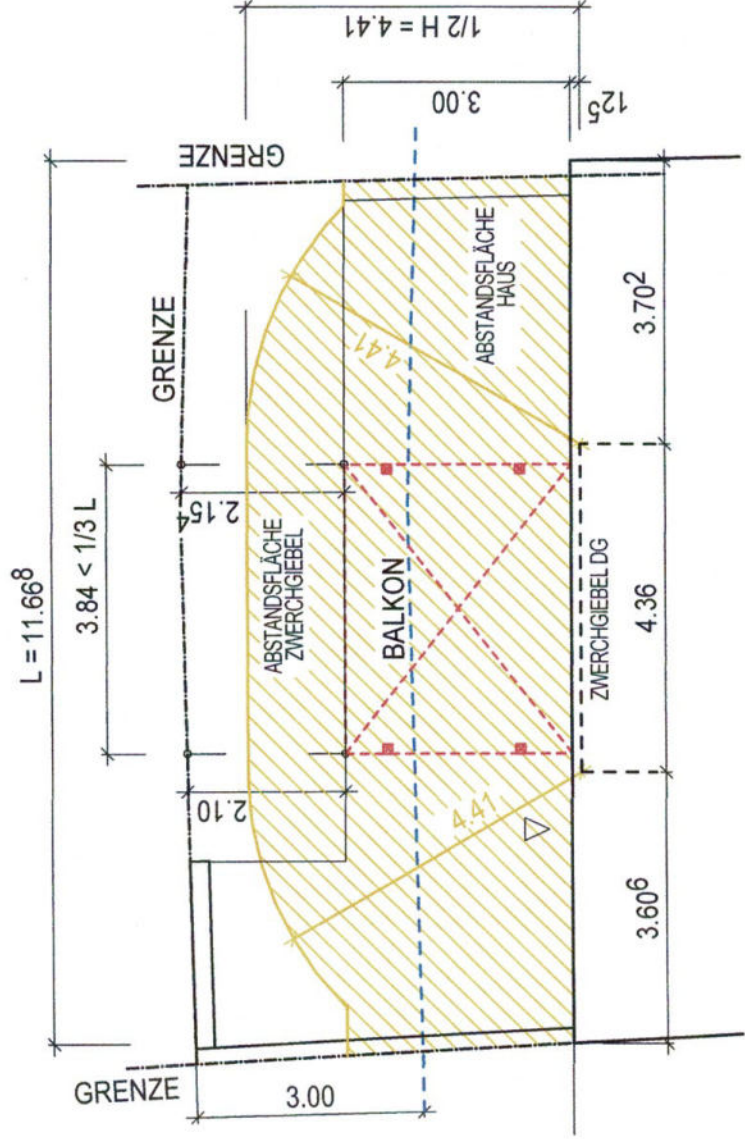 L = 11.66⁸
3.84 < 1/3 L
GRENZE
GRENZE
1/2 H = 4.41
3.00
12⁵
2.10
2.15⁴
ABSTANDSFLÄCHE
ZWERCHGIEBEL
4.41
4.41
BALKON
ABSTANDSFLÄCHE
HAUS
GRENZE
3.00
ZWERCHGIEBEL DG
3.60⁶
4.36
3.70²